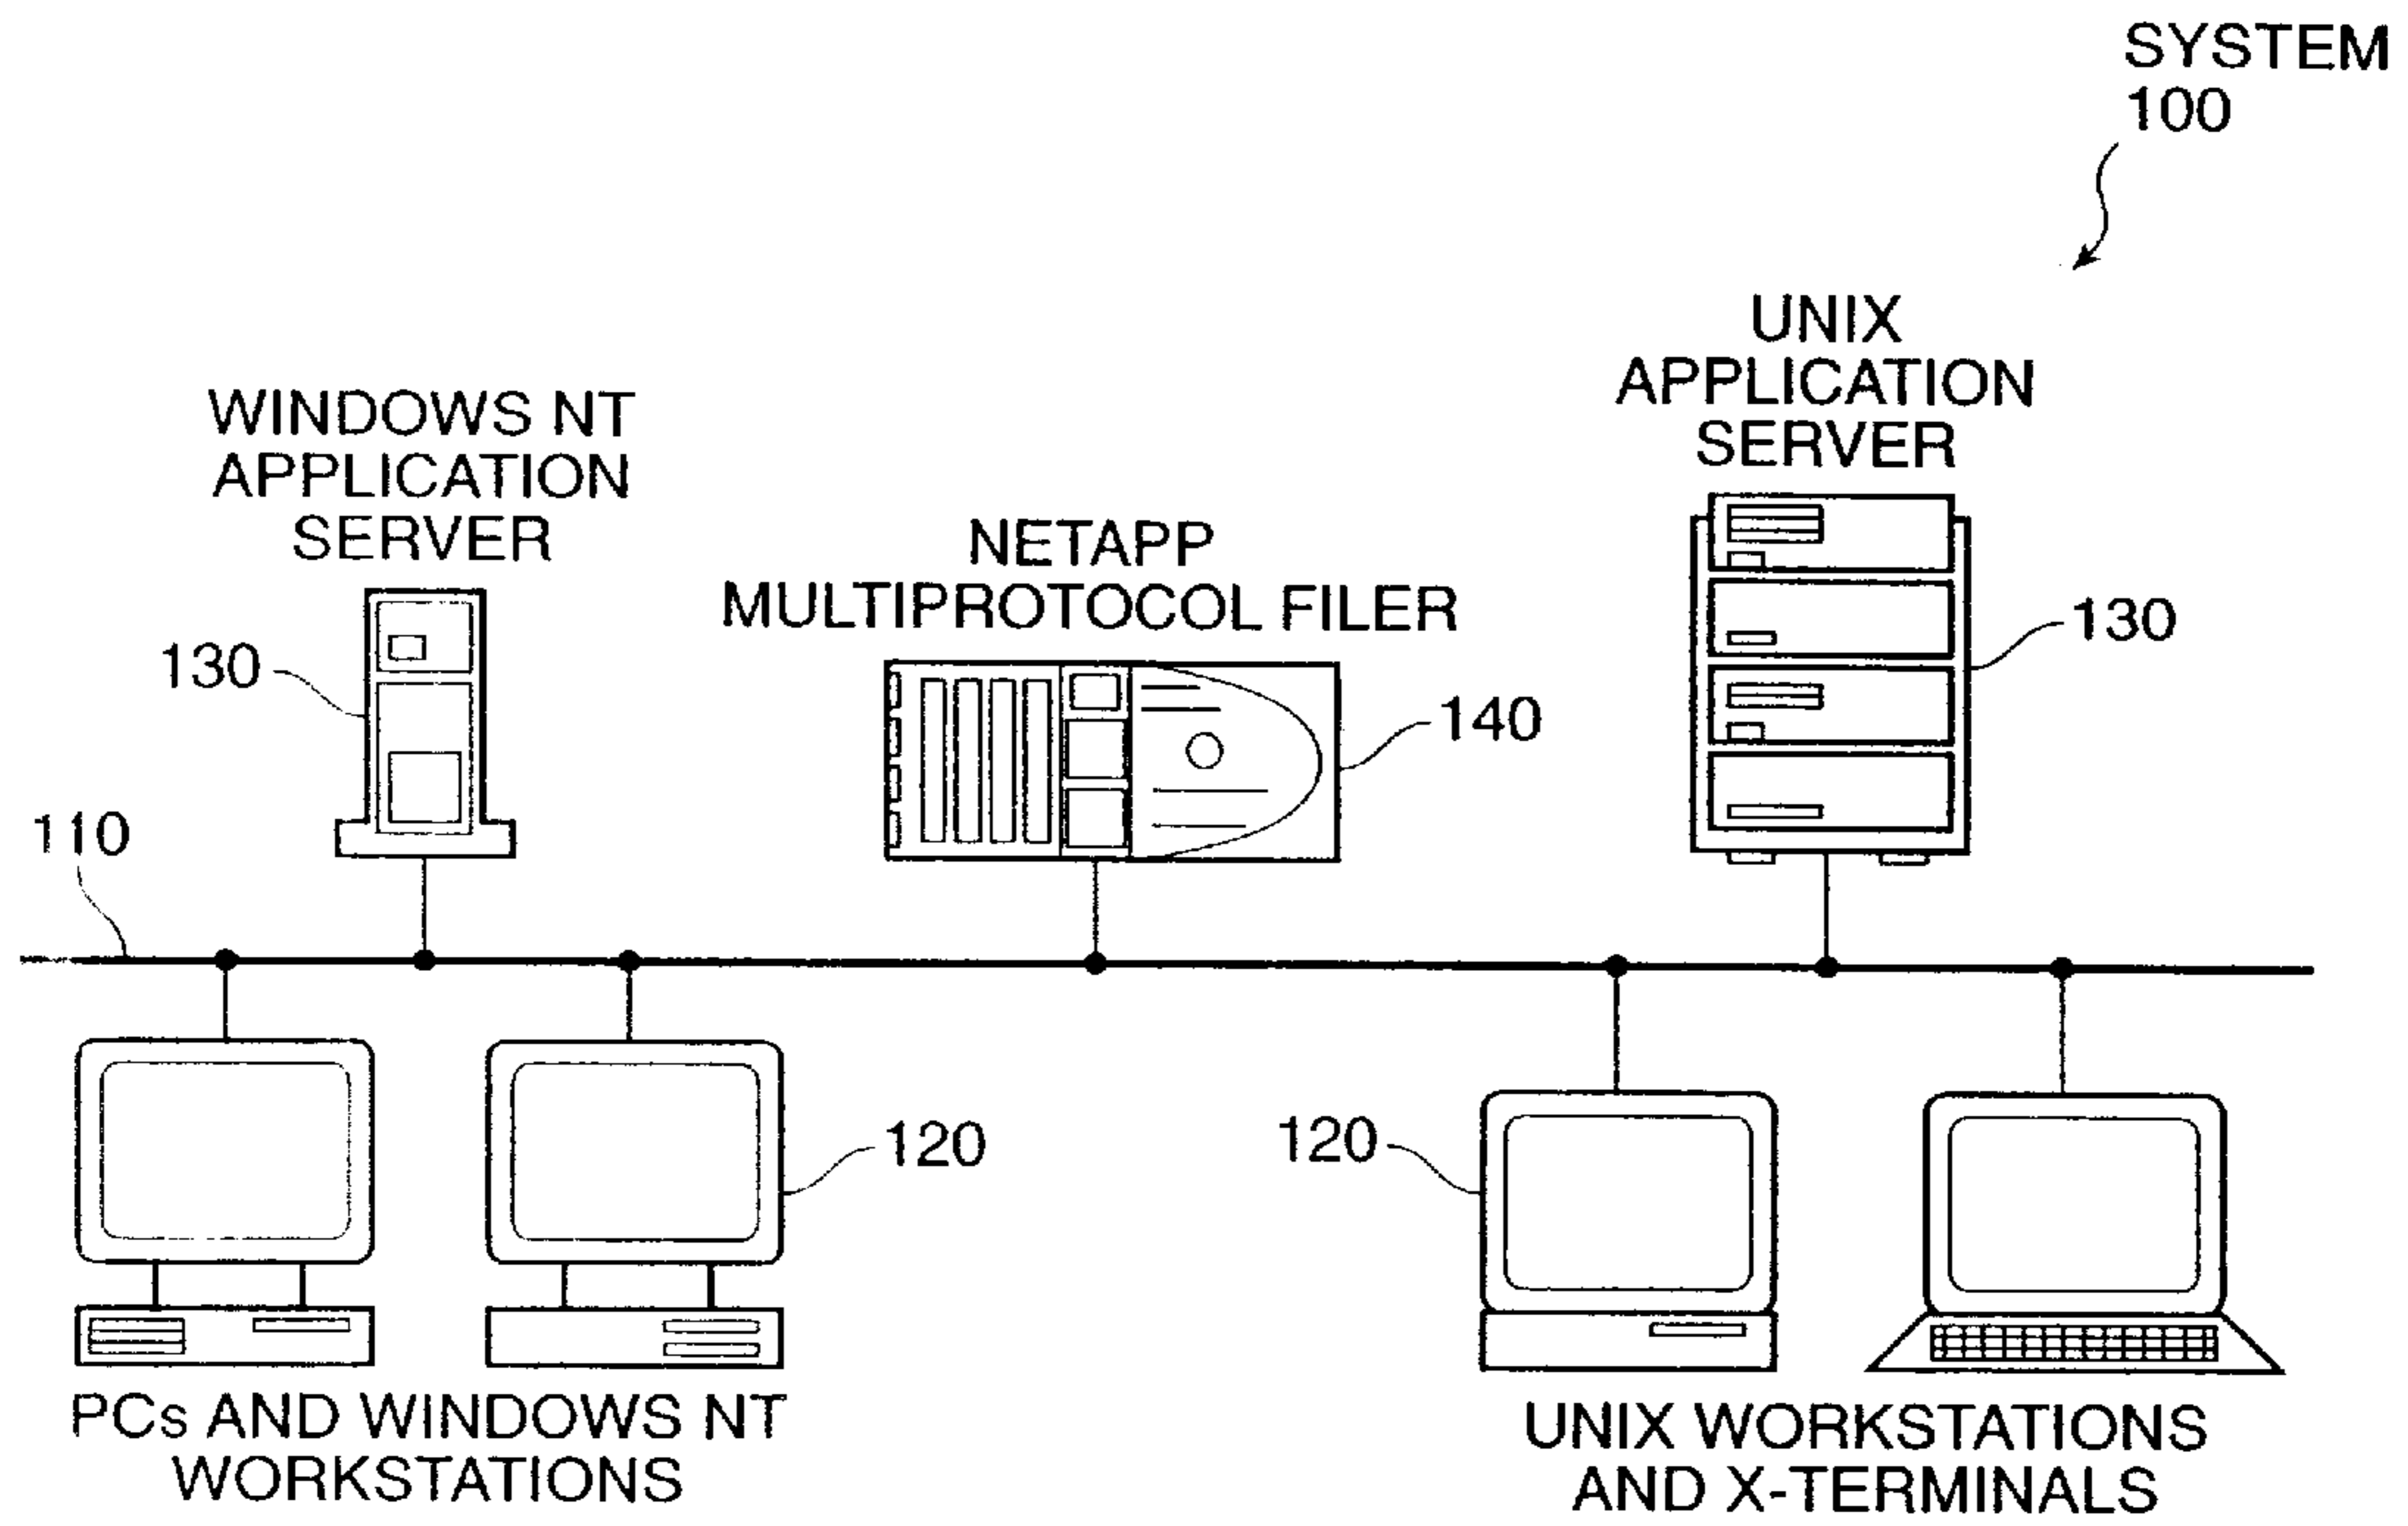 SYSTEM
100
UNIX
APPLICATION
SERVER
WINDOWS NT
APPLICATION
SERVER
NETAPP
MULTIPROTOCOL FILER
130
130
140
110
120
120
PCs AND WINDOWS NT
WORKSTATIONS
UNIX WORKSTATIONS
AND X-TERMINALS